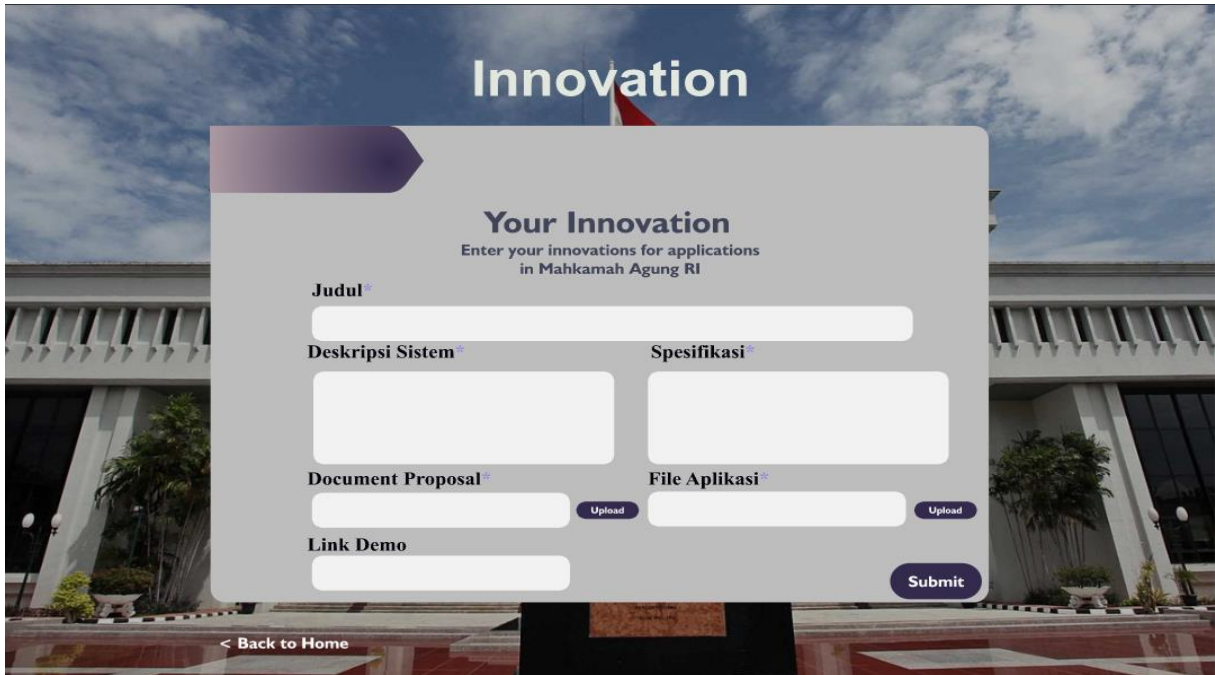 Innovation
Your Innovation
Enter your innovations for applications
in Mahkamah Agung RI
Judul*
Deskripsi Sistem*
Spesifikasi*
Document Proposal*
File Aplikasi*
Upload
Upload
Link Demo
Submit
< Back to Home